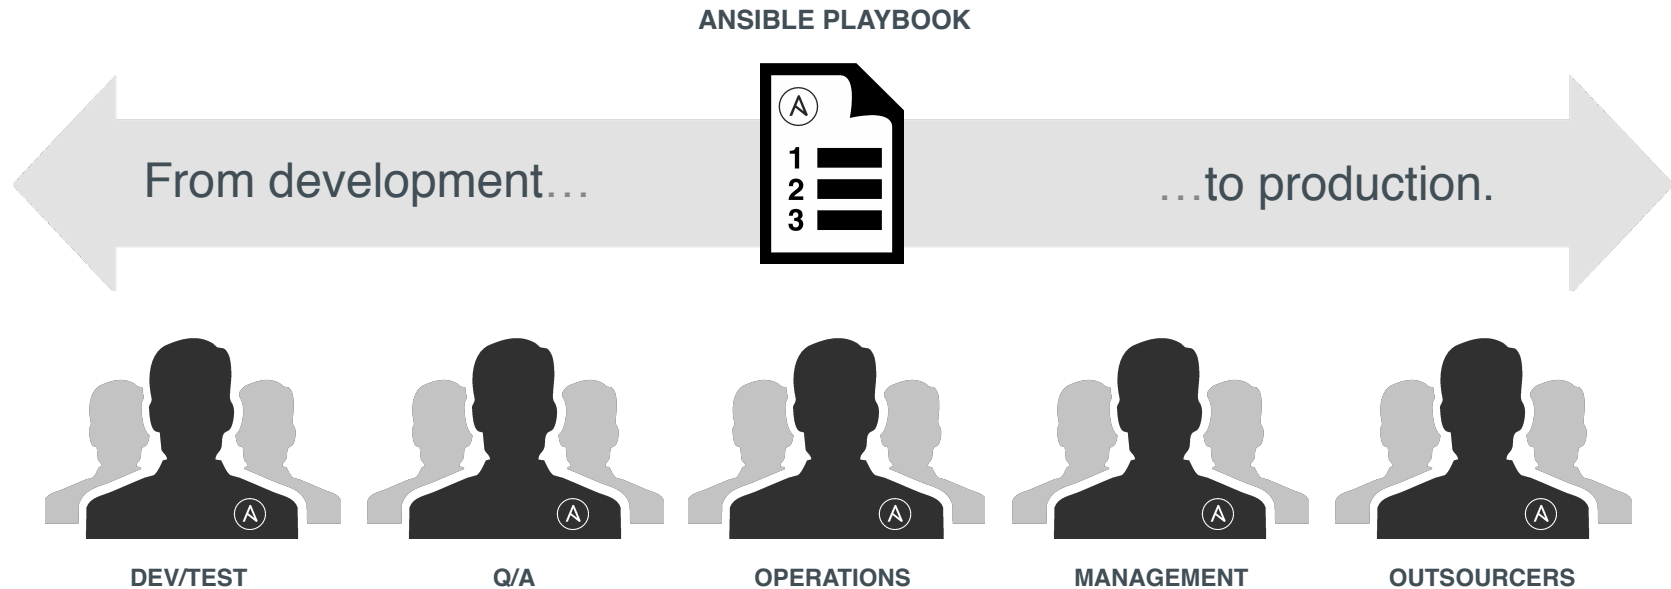 ANSIBLE PLAYBOOK
From development...
1
2
3
...to production.
DEV/TEST
Q/A
OPERATIONS
MANAGEMENT
OUTSOURCERS